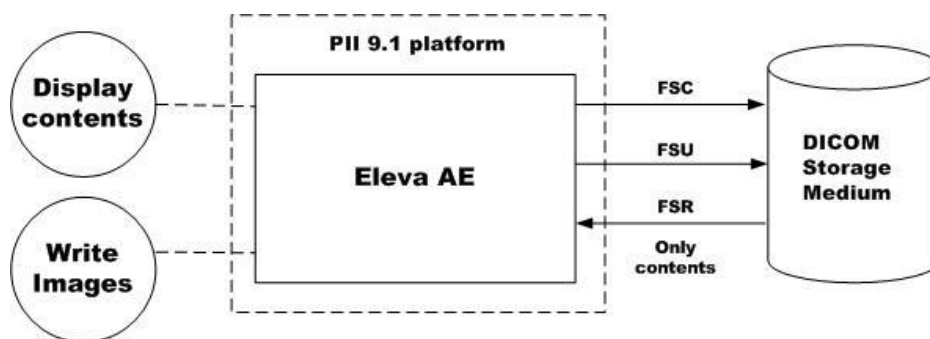 Display
contents
Write
Images
PII 9.1 platform
Eleva AE
FSC
FSU
FSR
Only
contents
DICOM
Storage
Medium